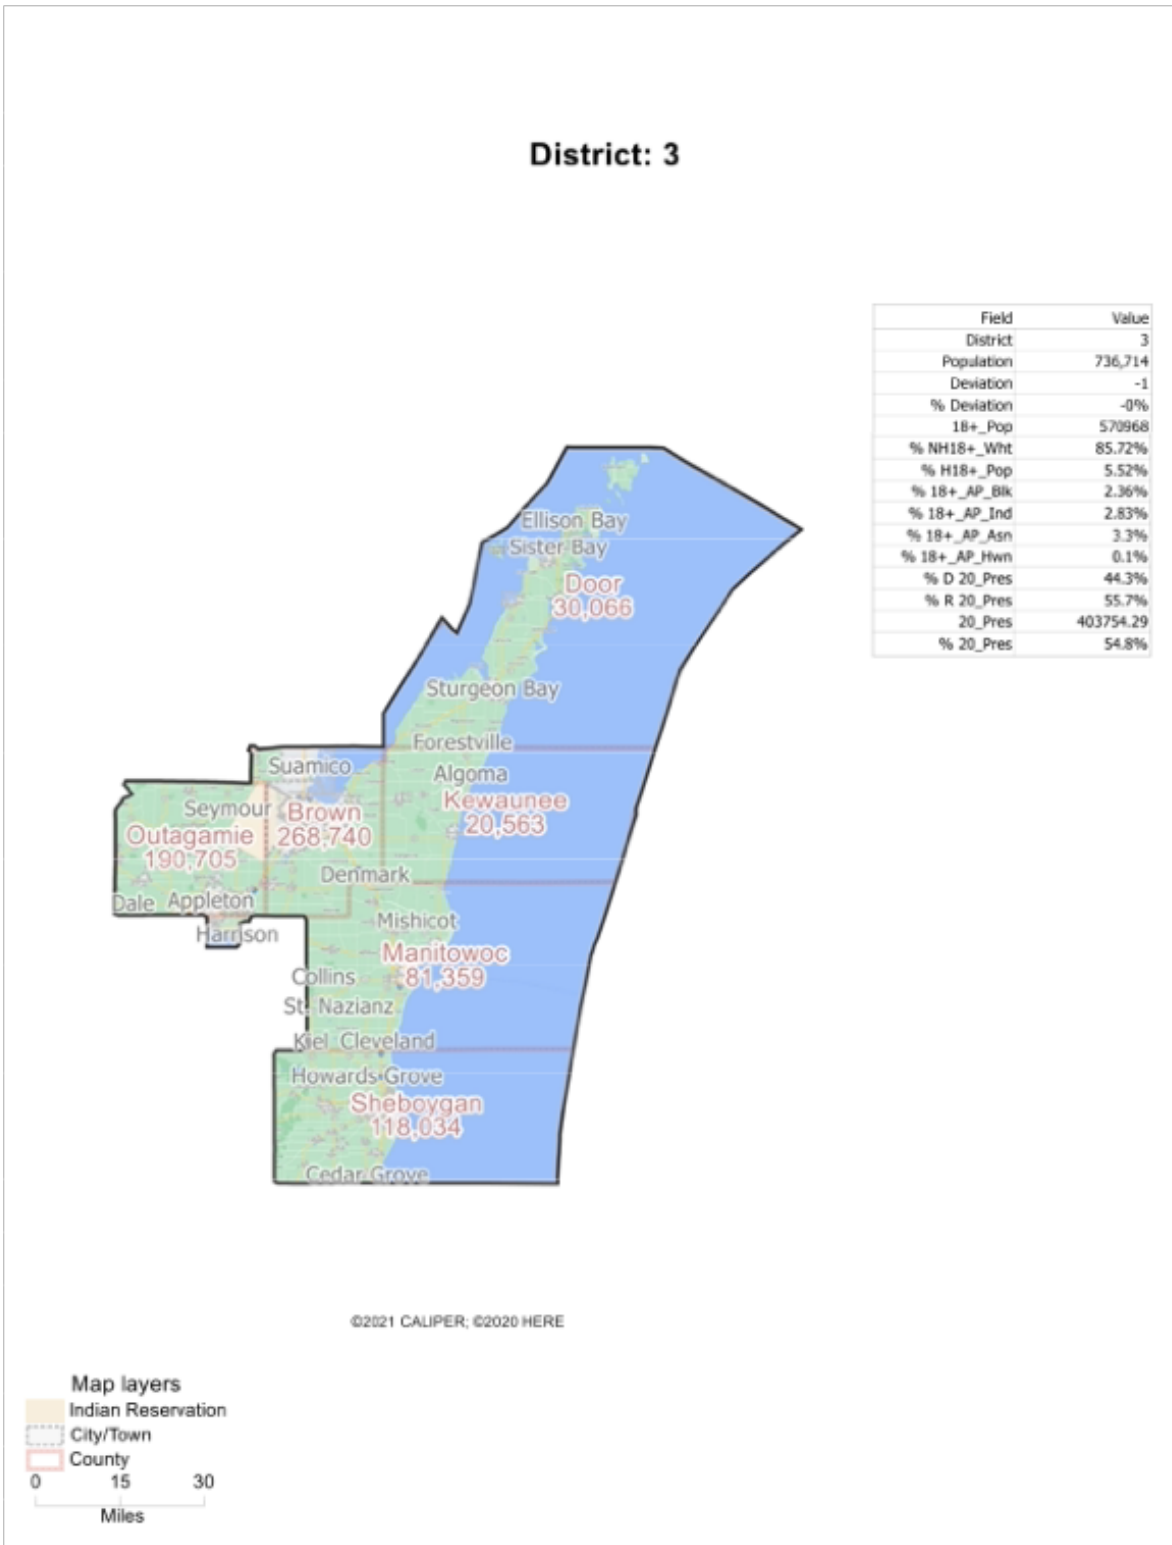 District: 3
Field Value
District 3
Population 736,714
Deviation -1
% Deviation -0%
18+_Pop 570968
% NH18+_Wht 85.72%
% H18+_Pop 5.52%
% 18+_AP_Blk 2.36%
% 18+_AP_Ind 2.83%
% 18+_AP_Asn 3.3%
% 18+_AP_Hwn 0.1%
% D 20_Pres 44.3%
% R 20_Pres 55.7%
20_Pres 403754.29
% 20_Pres 54.8%
Ellison Bay
Sister Bay
Door
30,066
Sturgeon Bay
Forestville
Suamico
Algoma
Seymour
Brown
268,740
Kewaunee
20,563
Outagamie
190,705
Denmark
Dale
Appleton
Mishicot
Harrison
Manitowoc
81,359
Collins
St. Nazianz
Kiel
Cleveland
Howards Grove
Sheboygan
118,034
Cedar Grove
©2021 CALIPER; ©2020 HERE
Map layers
Indian Reservation
City/Town
County
0 15 30
Miles